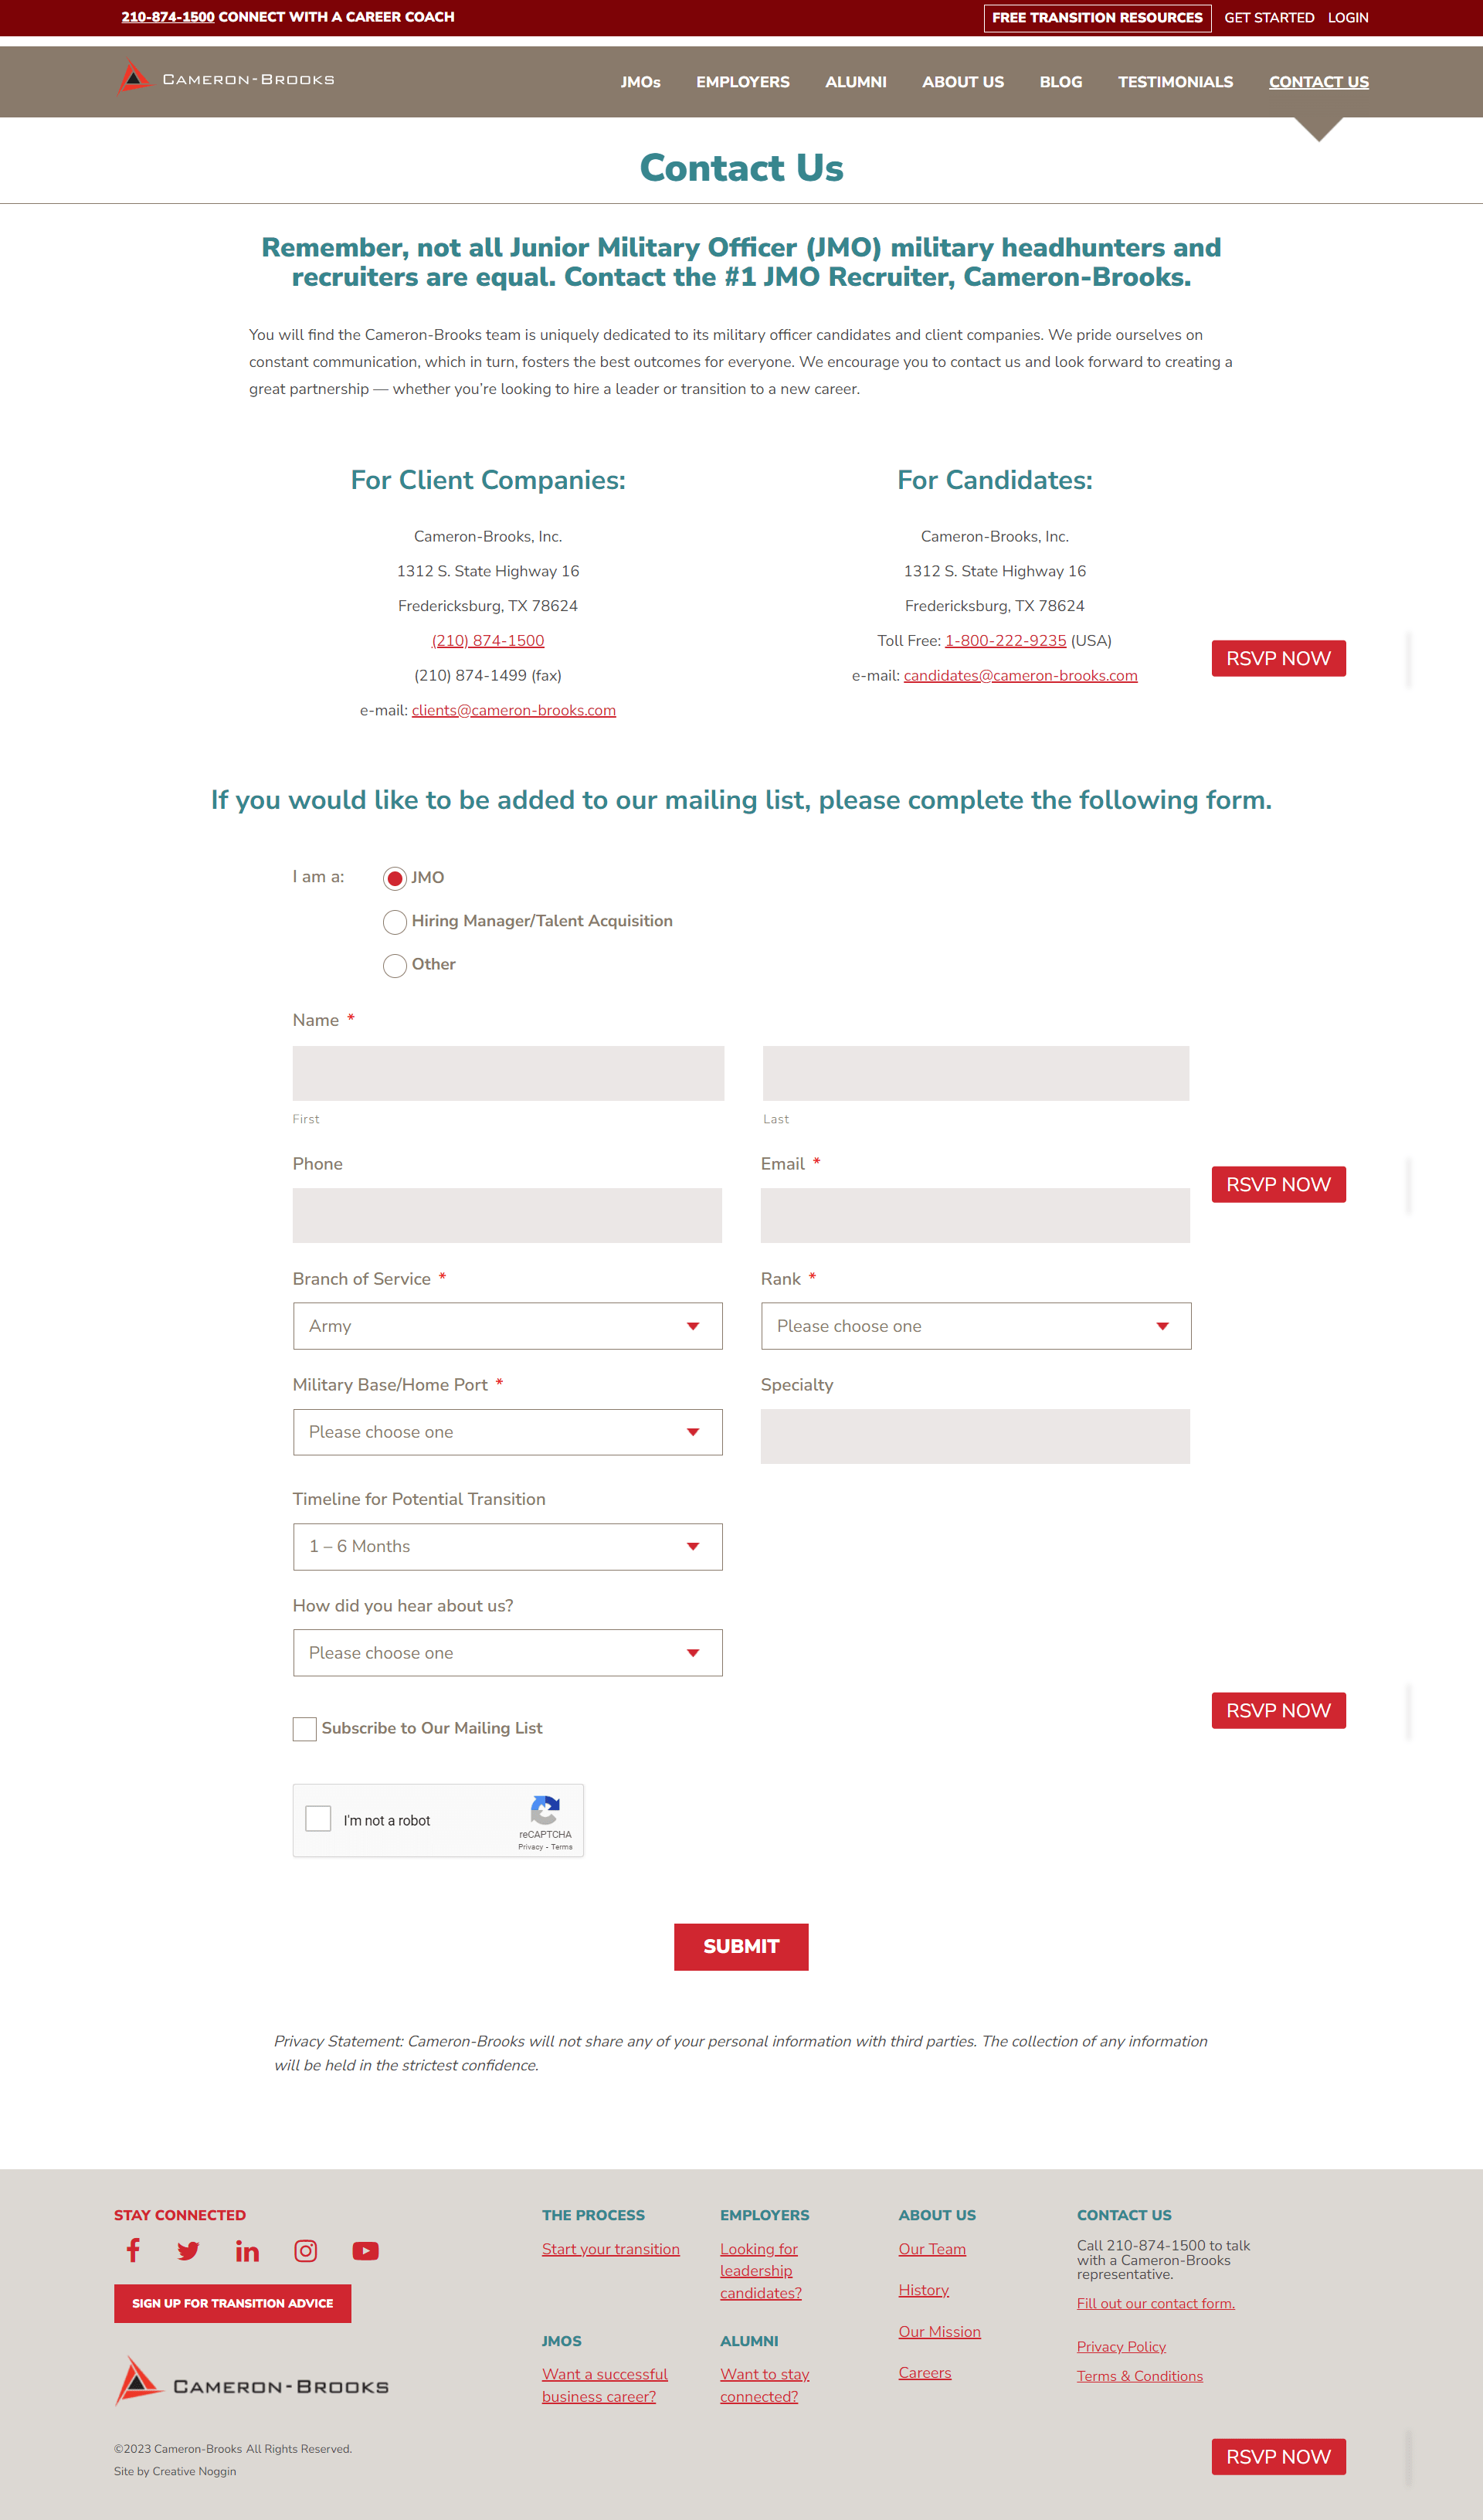 210-874-1500 CONNECT WITH A CAREER COACH
FREE TRANSITION RESOURCES
GET STARTED
LOGIN
CAMERON-BROOKS
JMOs
EMPLOYERS
ALUMNI
ABOUT US
BLOG
TESTIMONIALS
CONTACT US
Contact Us
Remember, not all Junior Military Officer (JMO) military headhunters and
recruiters are equal. Contact the #1 JMO Recruiter, Cameron-Brooks.
You will find the Cameron-Brooks team is uniquely dedicated to its military officer candidates and client companies. We pride ourselves on
constant communication, which in turn, fosters the best outcomes for everyone. We encourage you to contact us and look forward to creating a
great partnership — whether you're looking to hire a leader or transition to a new career.
For Client Companies:
Cameron-Brooks, Inc.
1312 S. State Highway 16
Fredericksburg, TX 78624
(210) 874-1500
(210) 874-1499 (fax)
e-mail: clients@cameron-brooks.com
For Candidates:
Cameron-Brooks, Inc.
1312 S. State Highway 16
Fredericksburg, TX 78624
Toll Free: 1-800-222-9235 (USA)
e-mail: candidates@cameron-brooks.com
RSVP NOW
If you would like to be added to our mailing list, please complete the following form.
I am a:
JMO
Hiring Manager/Talent Acquisition
Other
Name *
First
Last
Phone
Email *
RSVP NOW
Branch of Service *
Rank *
Army
Please choose one
Military Base/Home Port *
Specialty
Please choose one
Timeline for Potential Transition
1 – 6 Months
How did you hear about us?
Please choose one
RSVP NOW
Subscribe to Our Mailing List
I'm not a robot
reCAPTCHA
Privacy - Terms
SUBMIT
Privacy Statement: Cameron-Brooks will not share any of your personal information with third parties. The collection of any information
will be held in the strictest confidence.
STAY CONNECTED
SIGN UP FOR TRANSITION ADVICE
CAMERON-BROOKS
©2023 Cameron-Brooks All Rights Reserved.
Site by Creative Noggin
THE PROCESS
Start your transition
JMOS
Want a successful
business career?
EMPLOYERS
Looking for
leadership
candidates?
ALUMNI
Want to stay
connected?
ABOUT US
Our Team
History
Our Mission
Careers
CONTACT US
Call 210-874-1500 to talk
with a Cameron-Brooks
representative.
Fill out our contact form.
Privacy Policy
Terms & Conditions
RSVP NOW